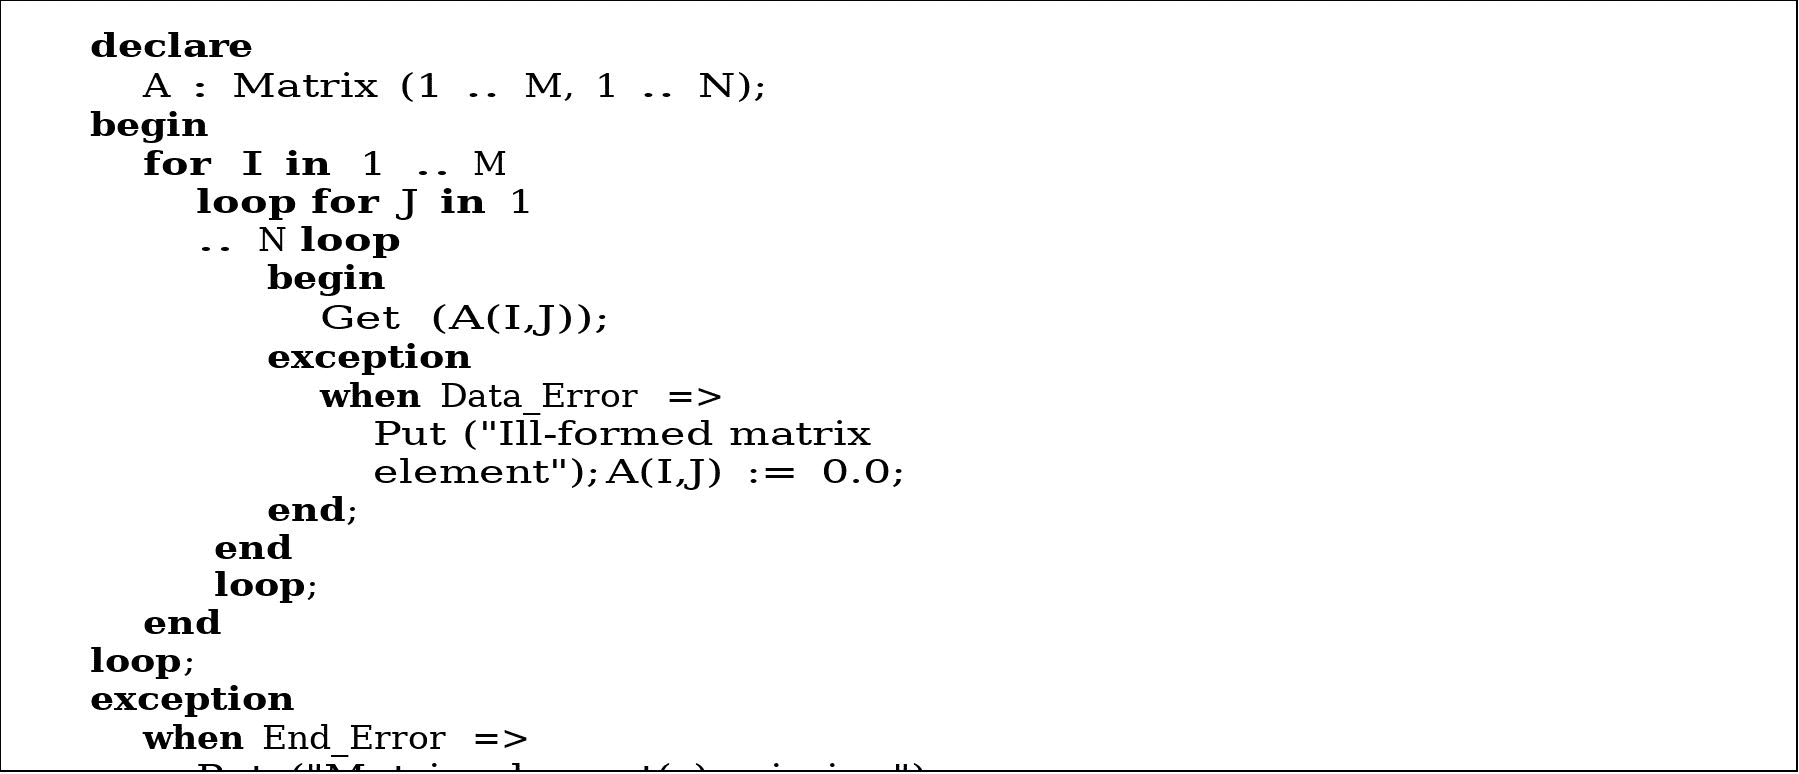 declare
A : Matrix (1 .. M, 1 .. N);
begin
for I in 1 .. M
loop for J in 1
.. N loop
begin
Get (A(I,J));
exception
when Data_Error =>
Put ("Ill-formed matrix
element"); A(I,J) := 0.0;
end;
end
loop;
end
loop;
exception
when End_Error =>